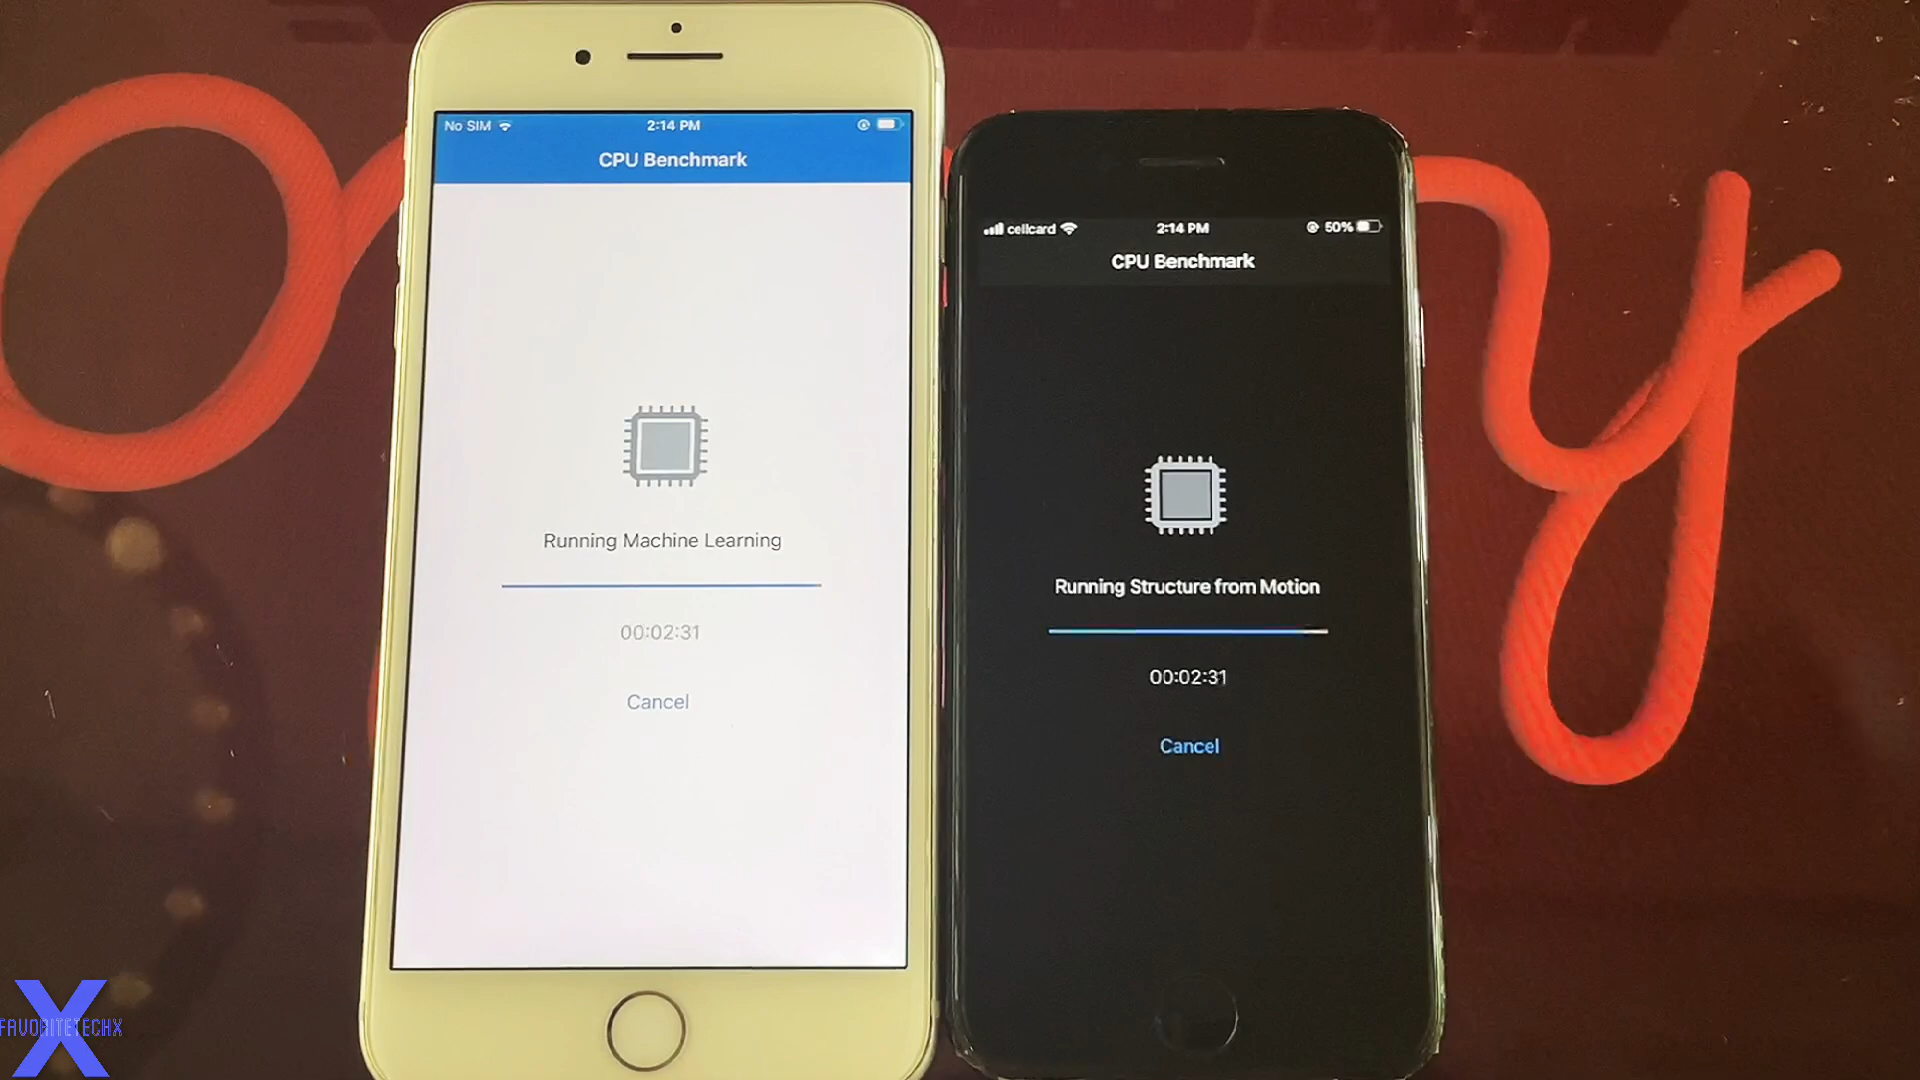 No SIM 2:14 PM
CPU Benchmark
Running Machine Learning
00:02:31
Cancel
cellcard 2:14 PM 50%
CPU Benchmark
Running Structure from Motion
00:02:31
Cancel
X
FAVORITETECHX